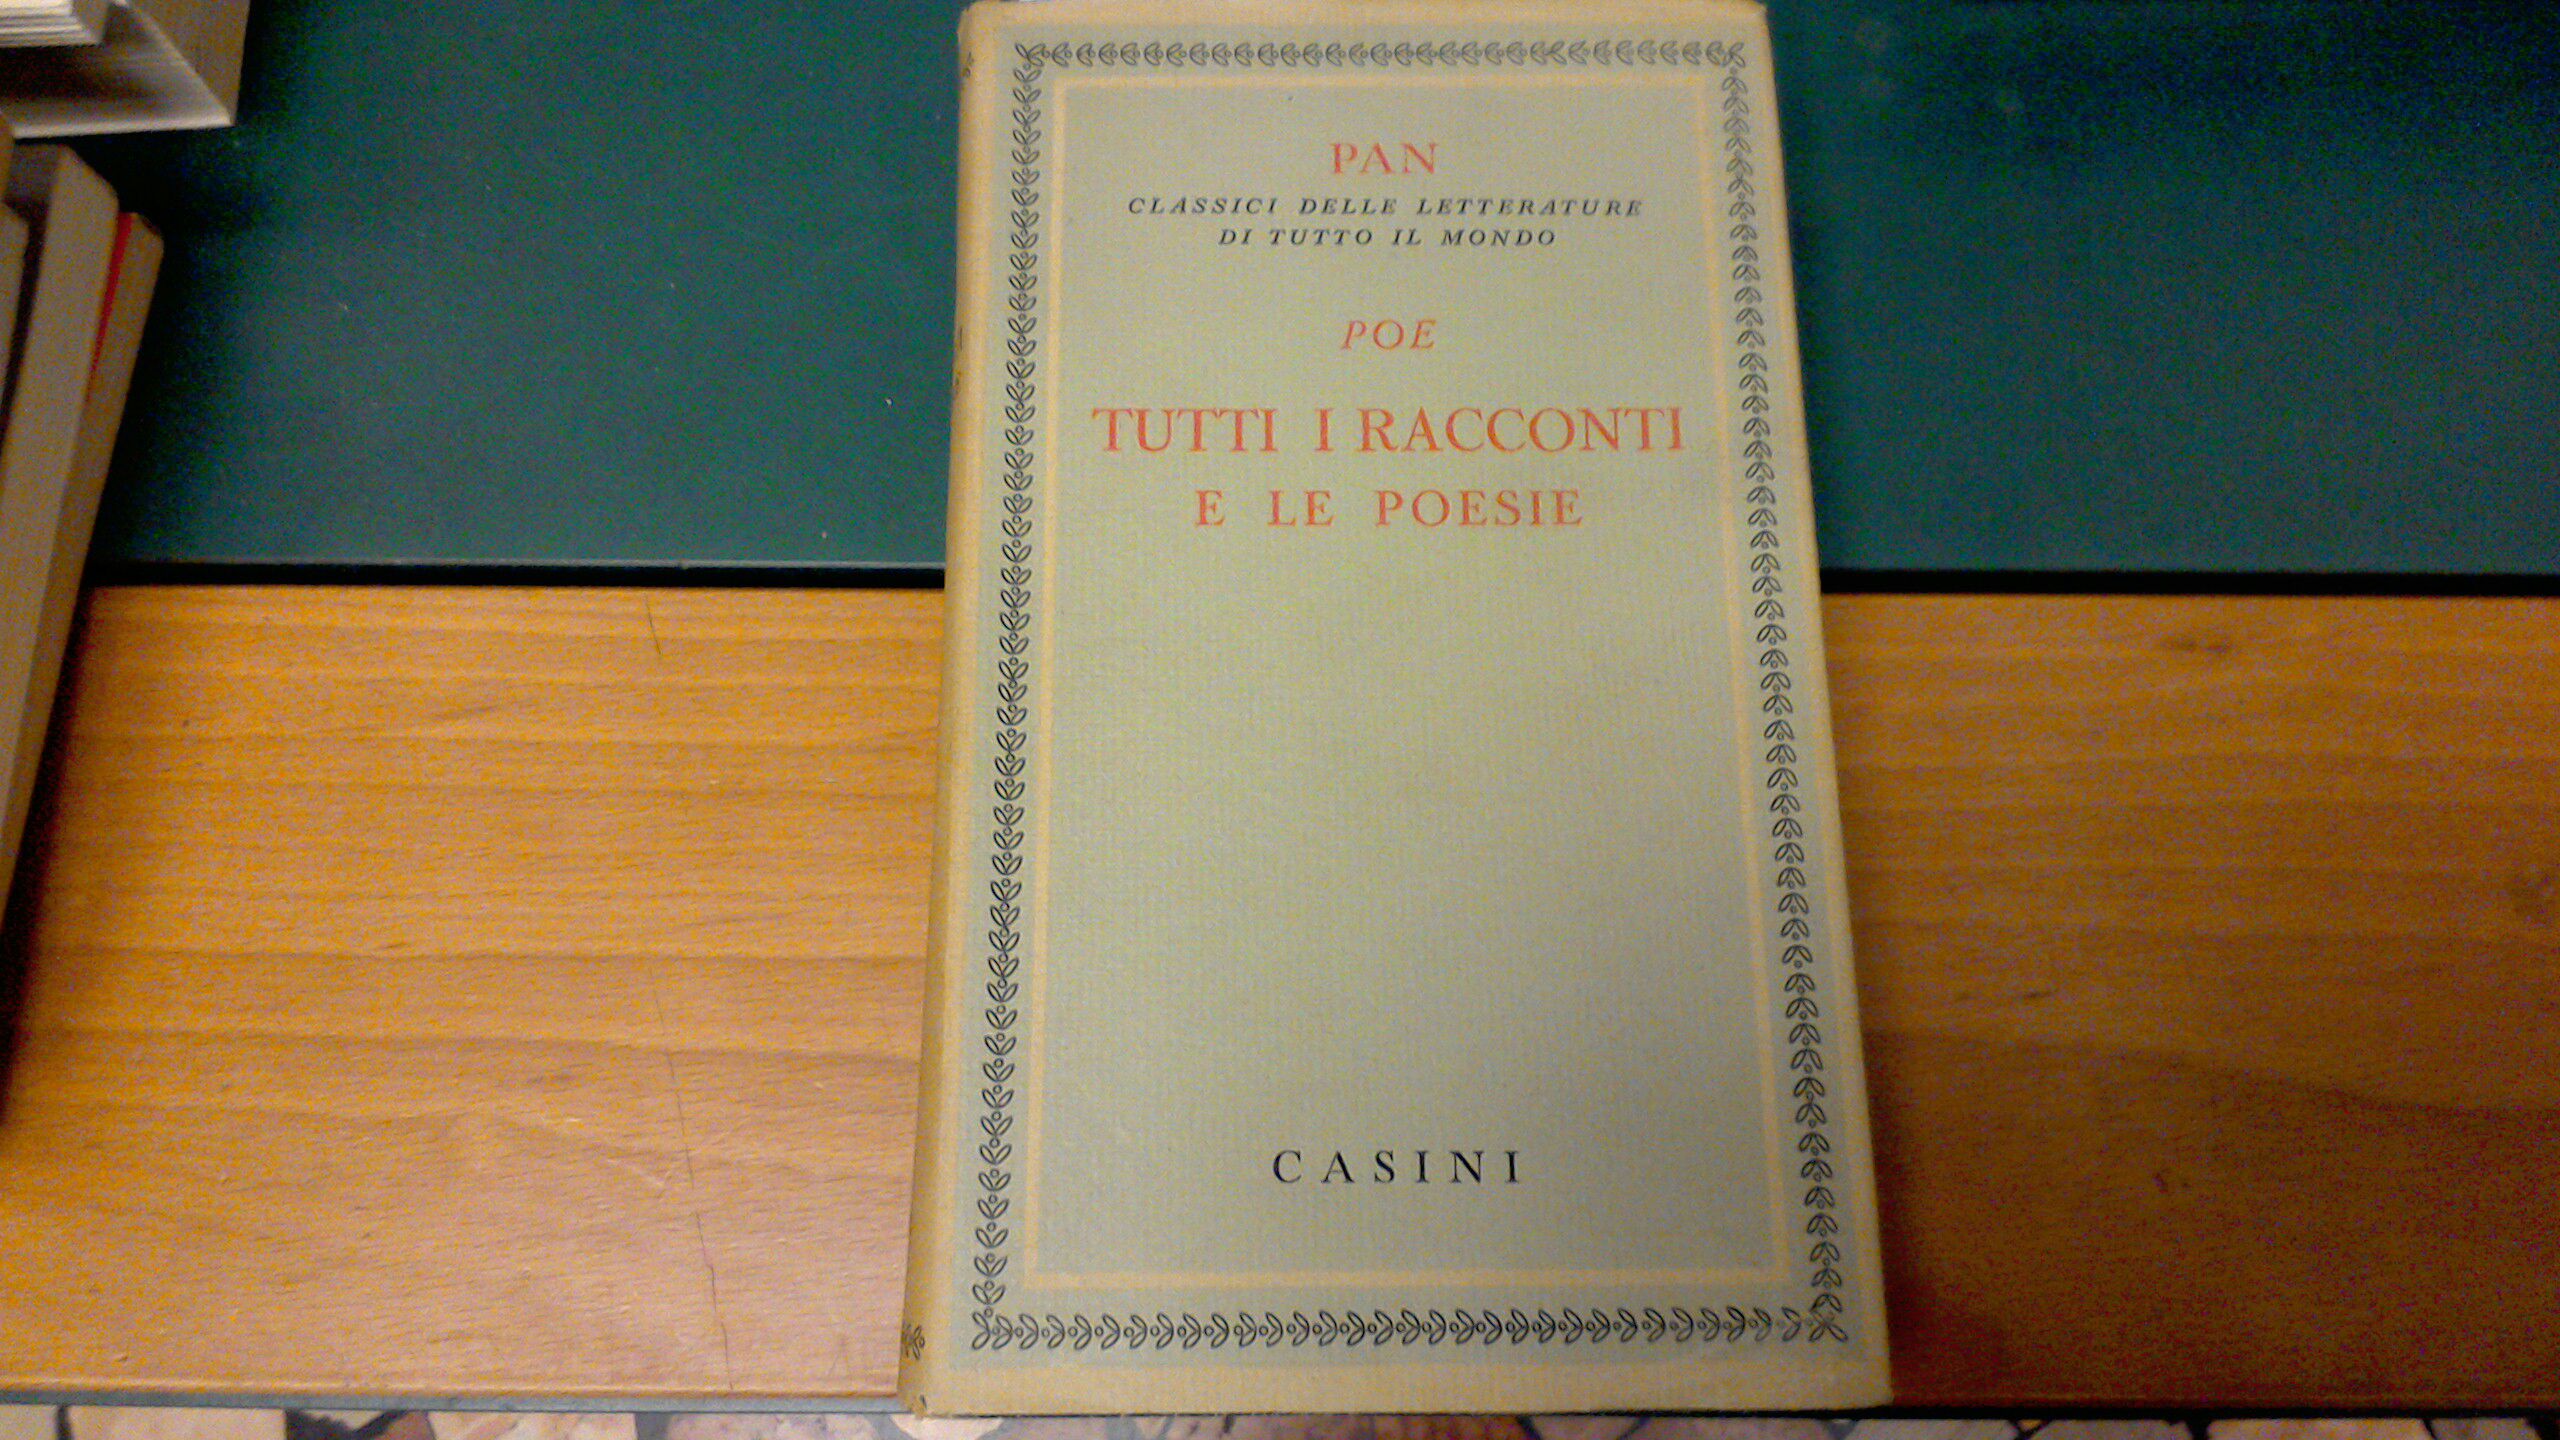 PAN
CLASSICI DELLE LETTERATURE
DI TUTTO IL MONDO
POE
TUTTI I RACCONTI
E LE POESIE
CASINI